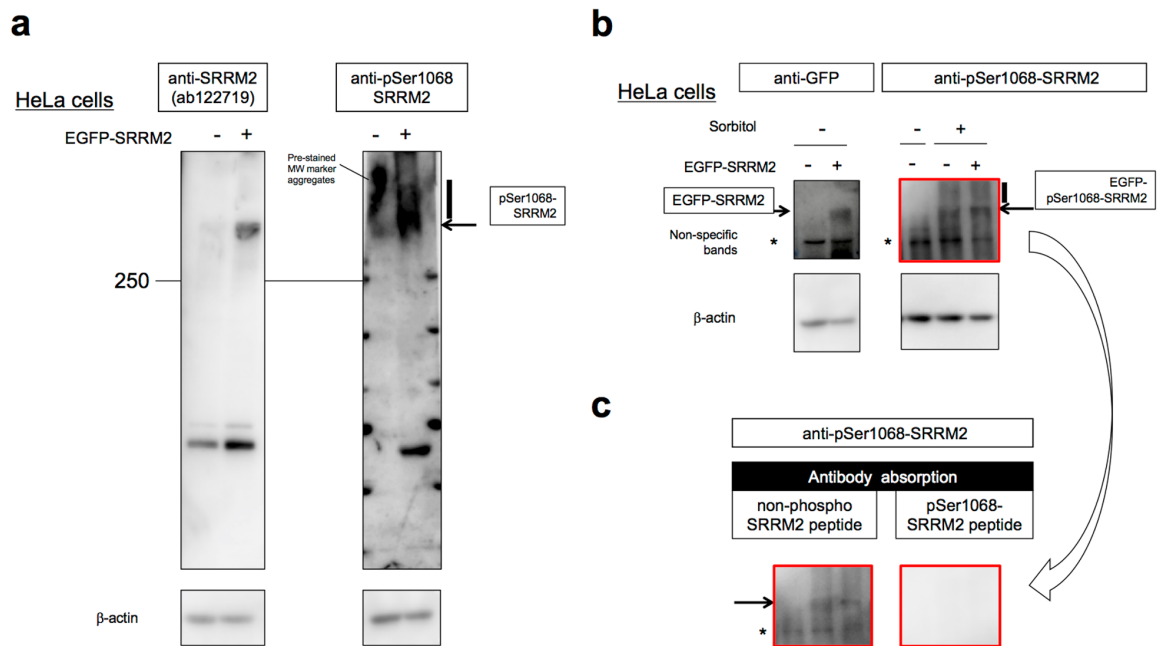 a
anti-SRRM2
(ab122719)
anti-pSer1068
SRRM2
HeLa cells
EGFP-SRRM2
- +
- +
Pre-stained
MW marker
aggregates
pSer1068-
SRRM2
250
β-actin
b
anti-GFP
anti-pSer1068-SRRM2
HeLa cells
Sorbitol
-
- +
EGFP-SRRM2
- +
- - +
EGFP-SRRM2
EGFP-
pSer1068-SRRM2
Non-specific
bands
*
*
β-actin
c
anti-pSer1068-SRRM2
Antibody absorption
non-phospho
SRRM2 peptide
pSer1068-
SRRM2 peptide
*